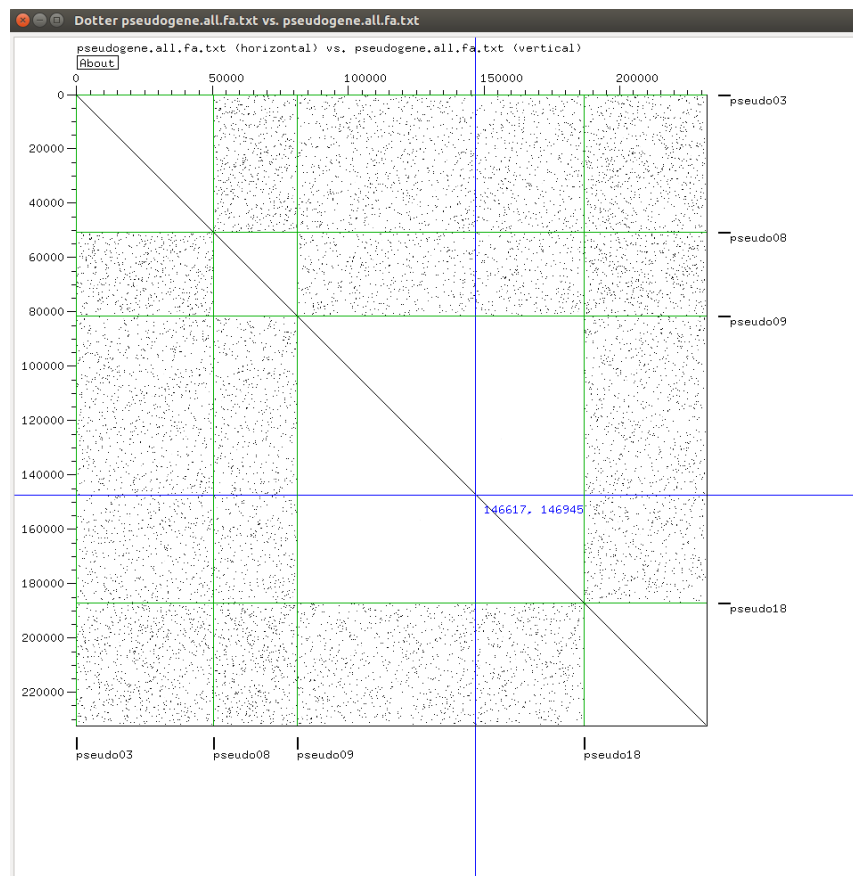 Dotter pseudogene.all.fa.txt vs. pseudogene.all.fa.txt
pseudogene.all.fa.txt (horizontal) vs. pseudogene.all.fa.txt (vertical)
About
0 50000 100000 150000 200000
0
pseudo03
20000
40000
pseudo08
60000
80000
pseudo09
100000
120000
140000
146617, 146945
160000
180000
pseudo18
200000
220000
pseudo03 pseudo08 pseudo09 pseudo18